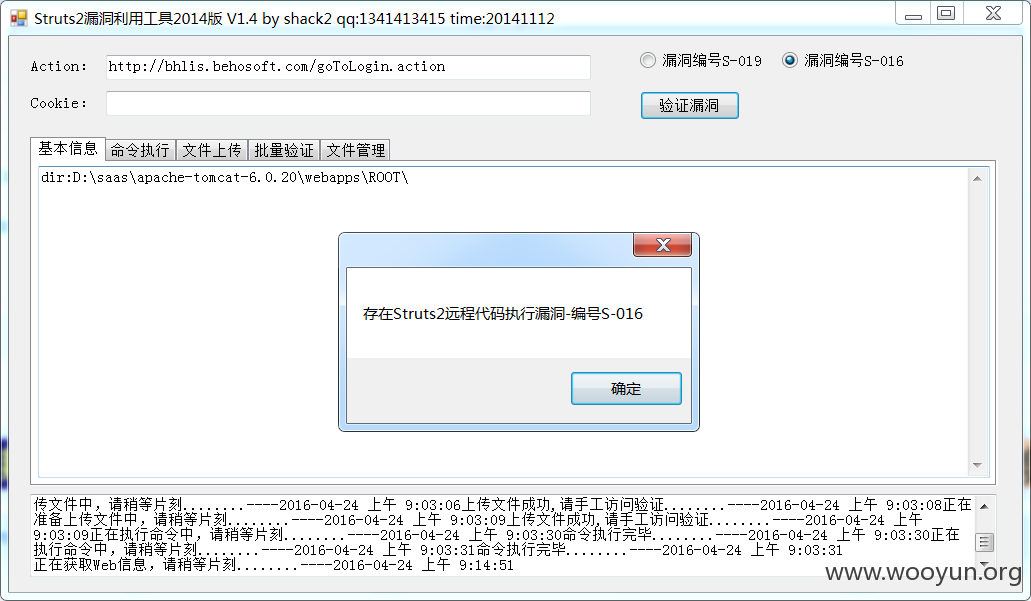 Struts2漏洞利用工具2014版 V1.4 by shack2 qq:1341413415 time:20141112
Action: http://bhlis.behosoft.com/goToLogin.action 漏洞编号S-019 漏洞编号S-016
Cookie: 验证漏洞
基本信息 命令执行 文件上传 批量验证 文件管理
dir:D:\saas\apache-tomcat-6.0.20\webapps\ROOT\
存在Struts2远程代码执行漏洞-编号S-016
确定
传文件中，请稍等片刻........----2016-04-24 上午 9:03:06上传文件成功,请手工访问验证........----2016-04-24 上午 9:03:08正在
准备上传文件中，请稍等片刻........----2016-04-24 上午 9:03:09上传文件成功,请手工访问验证........----2016-04-24 上午
9:03:09正在执行命令中，请稍等片刻........----2016-04-24 上午 9:03:30命令执行完毕........----2016-04-24 上午 9:03:30正在
执行命令中，请稍等片刻........----2016-04-24 上午 9:03:31命令执行完毕........----2016-04-24 上午 9:03:31
正在获取Web信息，请稍等片刻........----2016-04-24 上午 9:14:51
www.wooyun.org